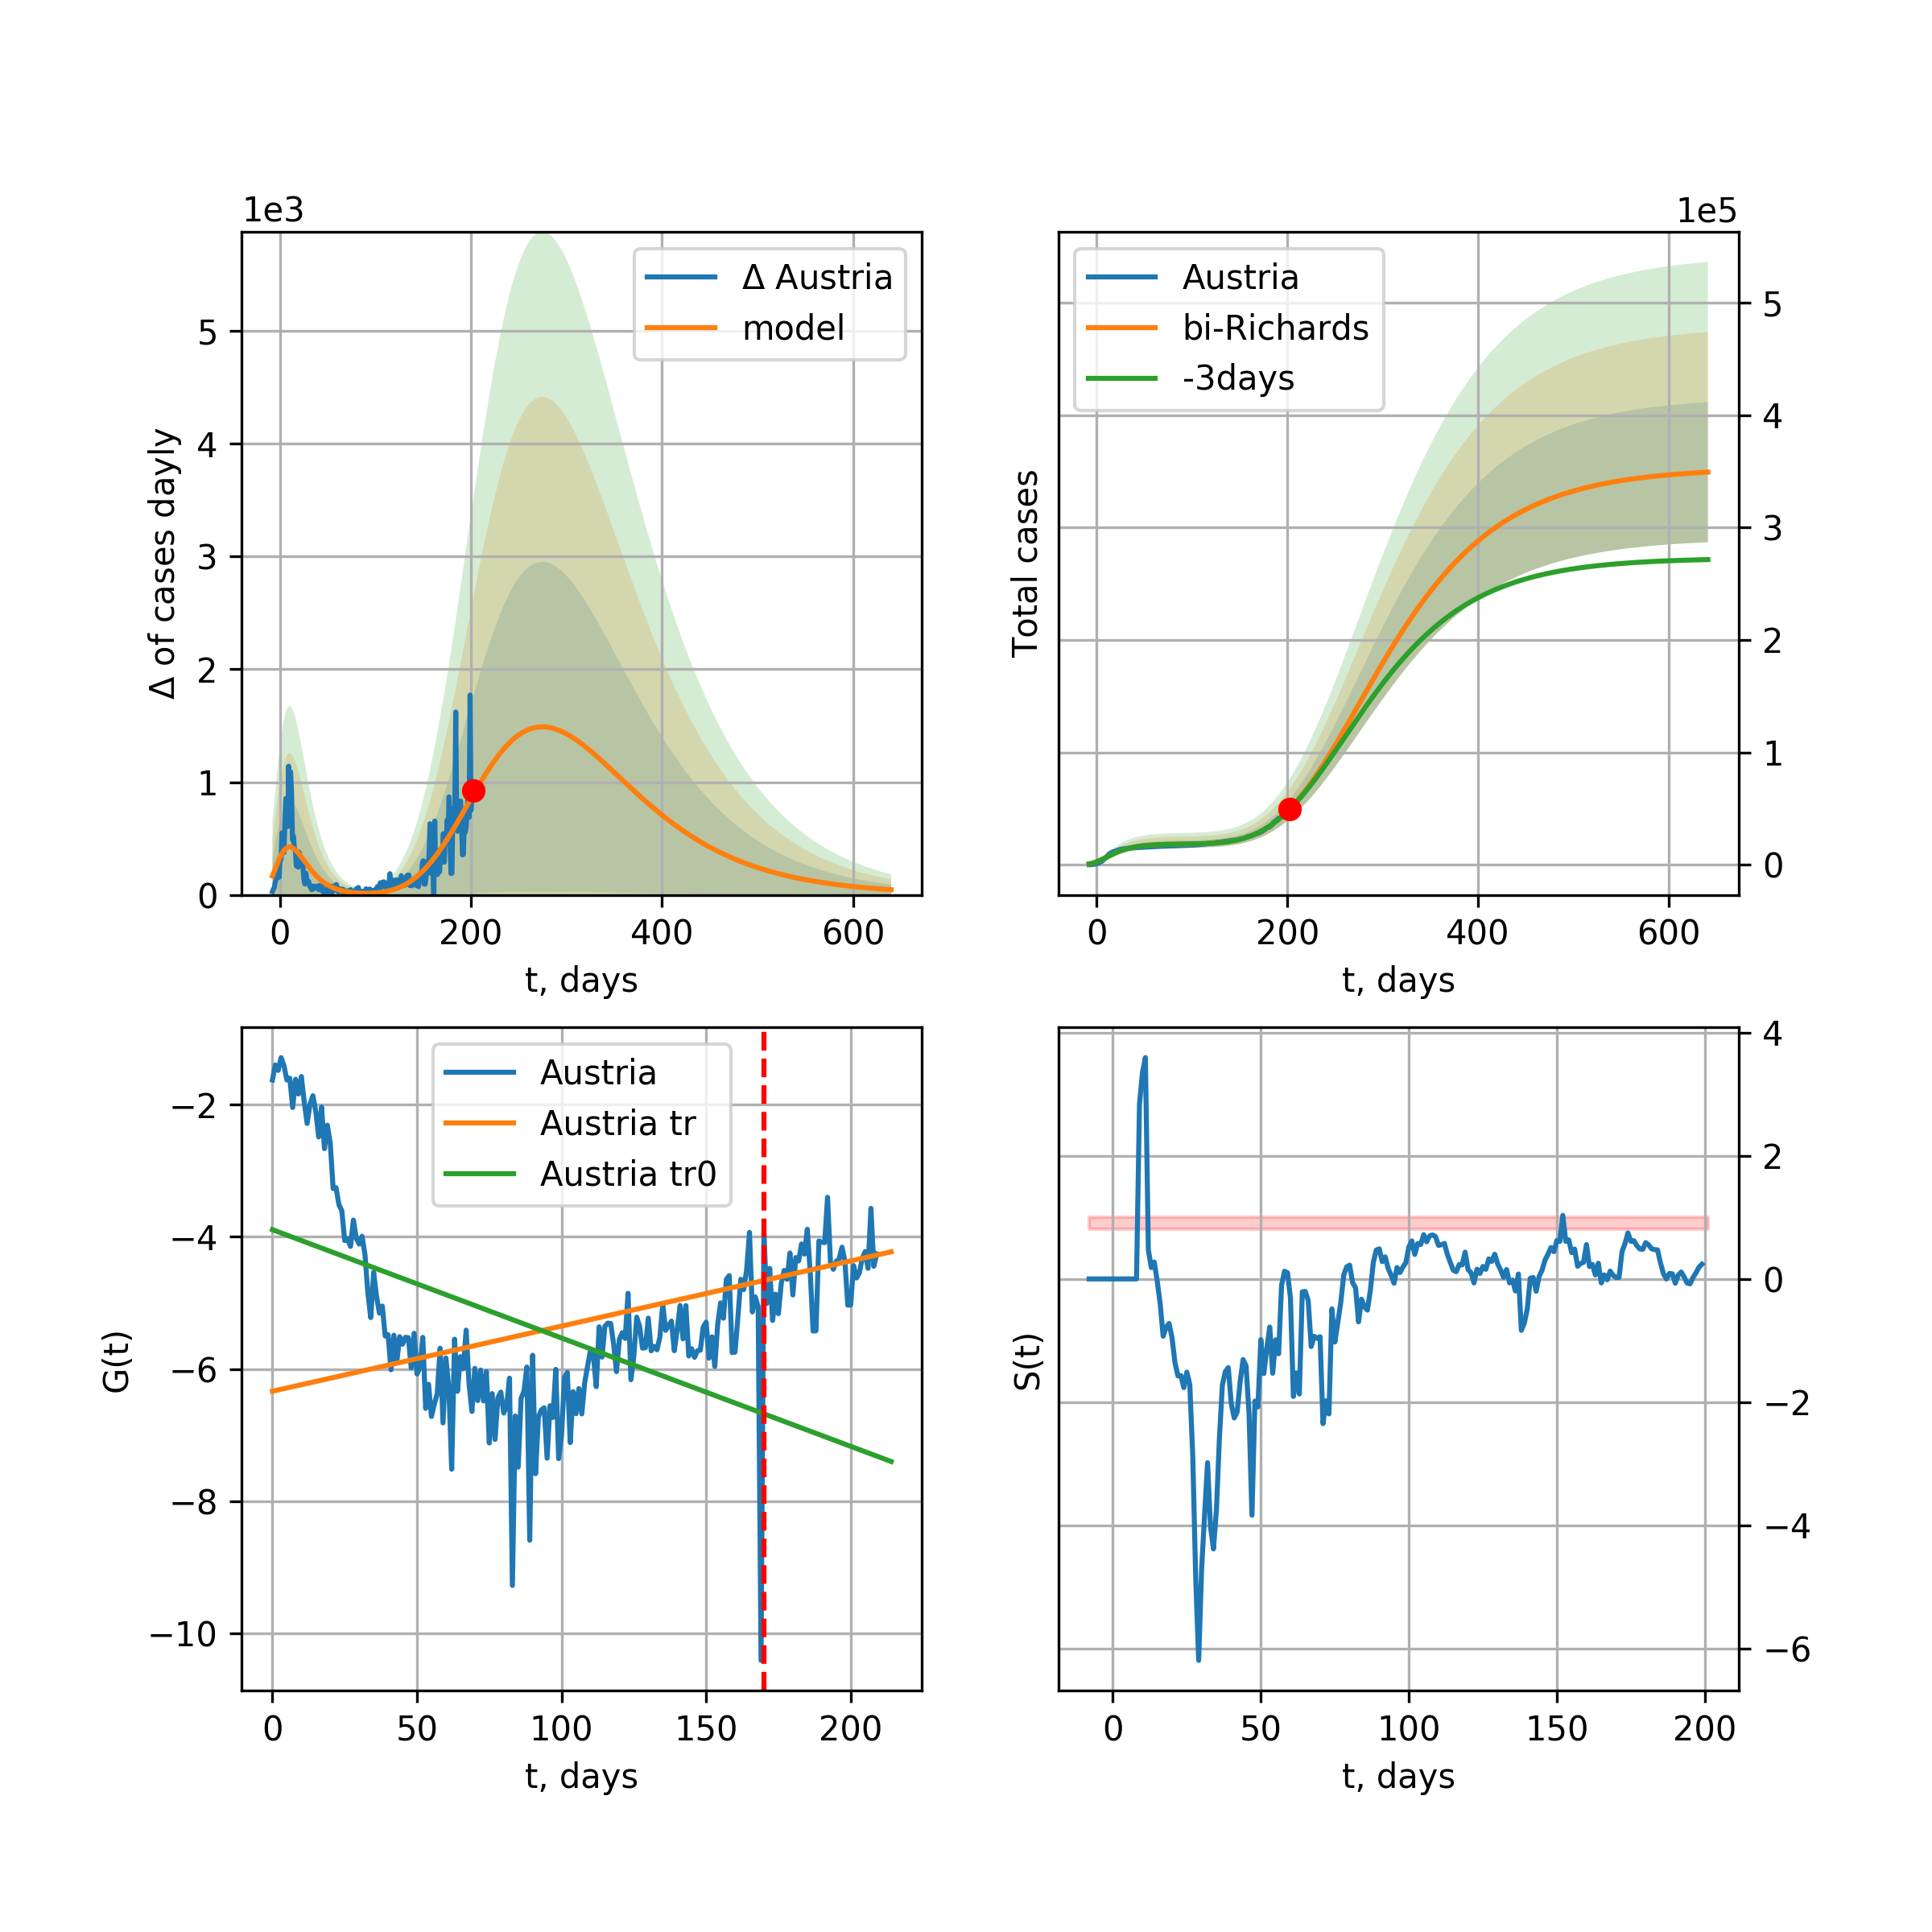 1e3
Δ Austria
model
5
4
3
2
1
0
Δ of cases dayly
0 200 400 600
t, days
1e5
Austria
bi-Richards
-3days
Total cases
5
4
3
2
1
0
0 200 400 600
t, days
Austria
Austria tr
Austria tr0
−2
−4
−6
−8
−10
G(t)
0 50 100 150 200
t, days
S(t)
4
2
0
−2
−4
−6
0 50 100 150 200
t, days